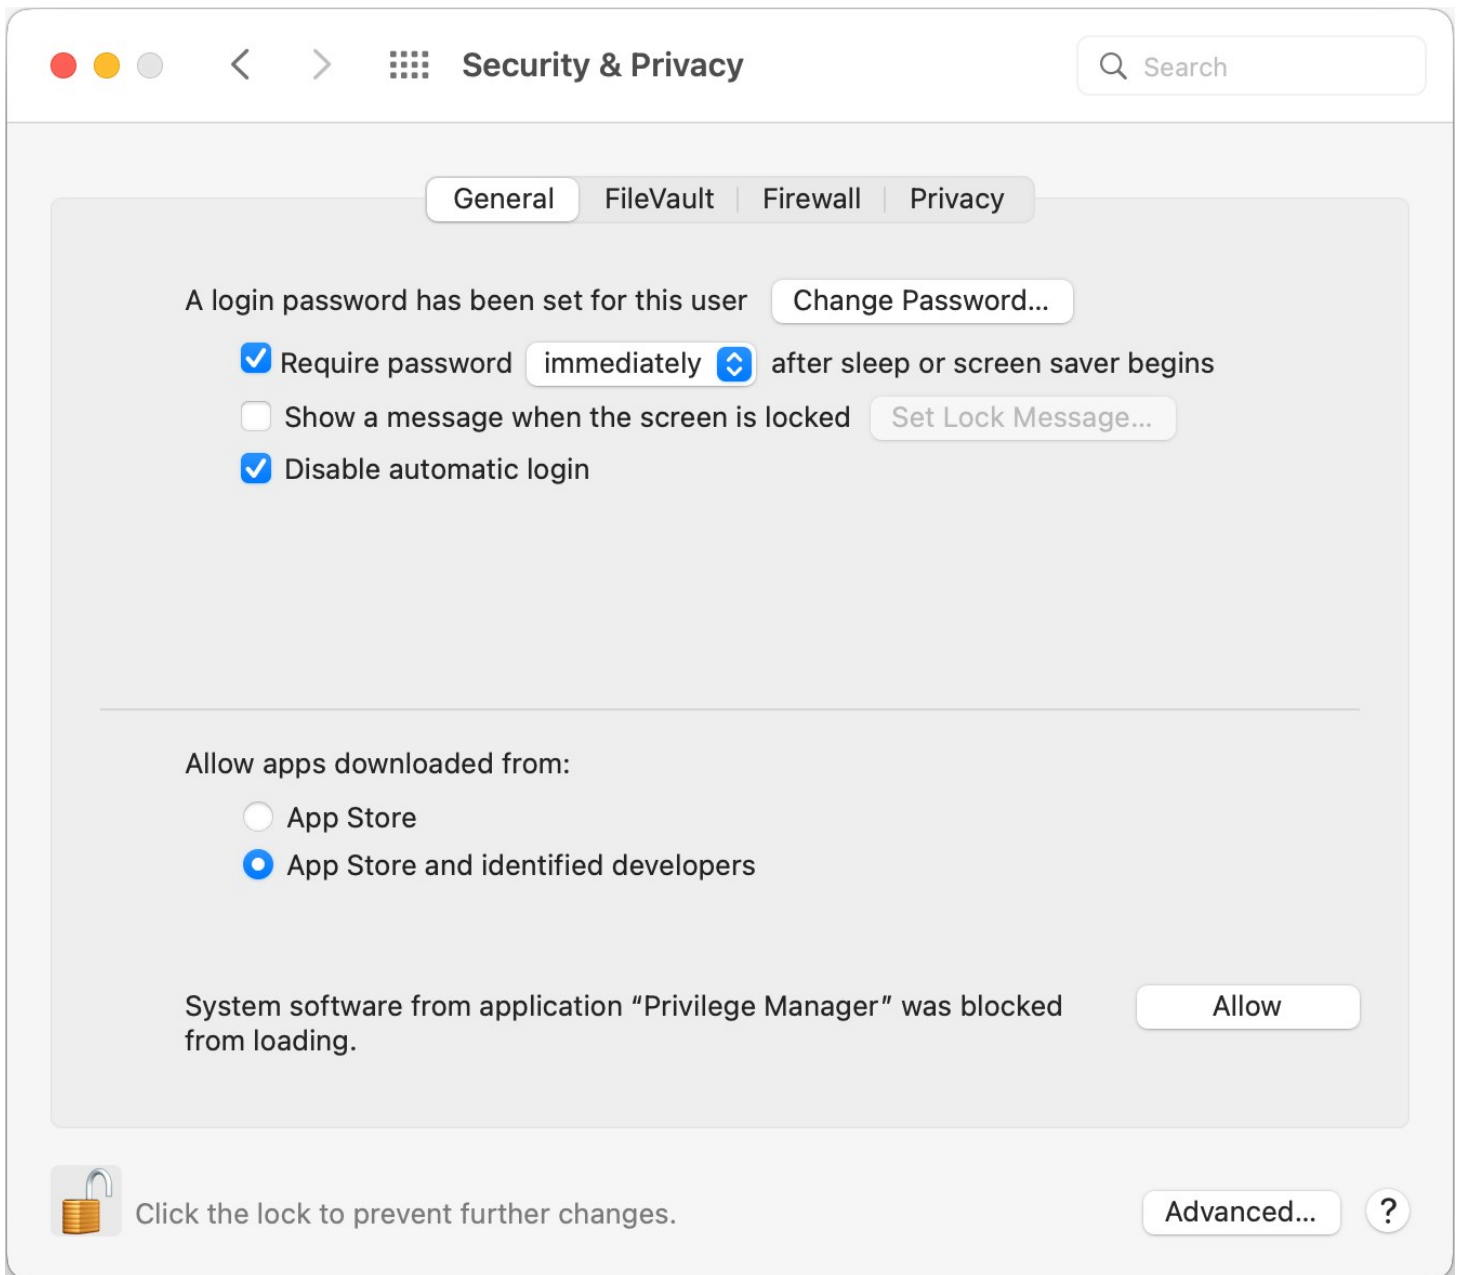 Security & Privacy
Search
General
FileVault
Firewall
Privacy
A login password has been set for this user
Change Password...
Require password
immediately
after sleep or screen saver begins
Show a message when the screen is locked
Set Lock Message...
Disable automatic login
Allow apps downloaded from:
App Store
App Store and identified developers
System software from application “Privilege Manager” was blocked
from loading.
Allow
Click the lock to prevent further changes.
Advanced...
?